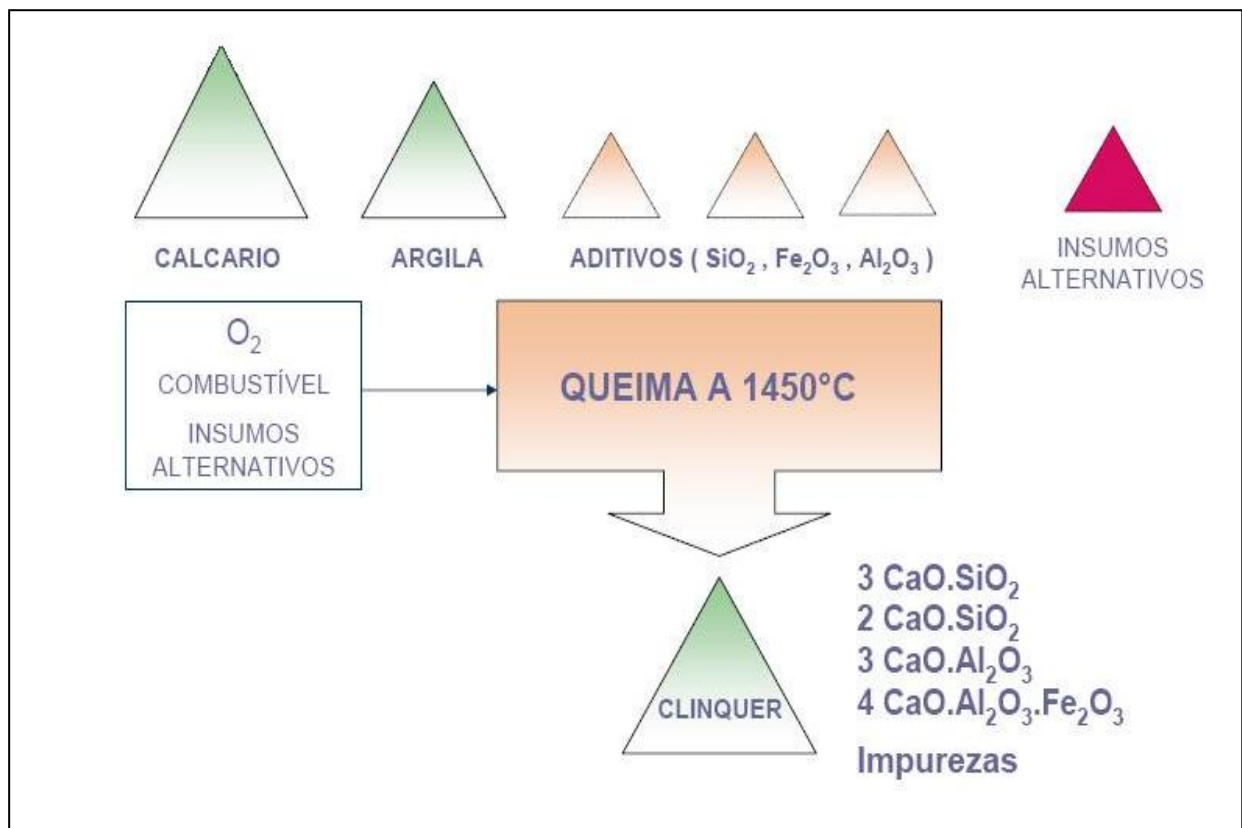 CALCARIO
ARGILA
ADITIVOS ( SiO₂ , Fe₂O₃ , Al₂O₃ )
INSUMOS
ALTERNATIVOS
O₂
COMBUSTÍVEL
INSUMOS
ALTERNATIVOS
QUEIMA A 1450°C
CLINQUER
3 CaO.SiO₂
2 CaO.SiO₂
3 CaO.Al₂O₃
4 CaO.Al₂O₃.Fe₂O₃
Impurezas